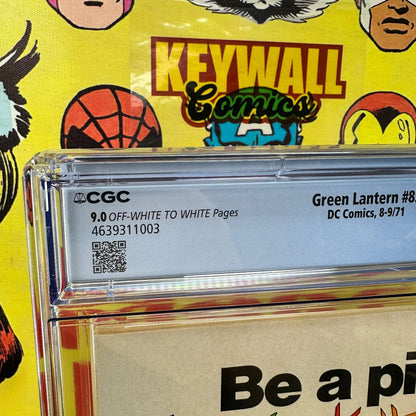 KEYWALL
Comics
CGC
9.0 OFF-WHITE TO WHITE Pages
4639311003
Green Lantern #8
DC Comics, 8-9/71
Be a pi